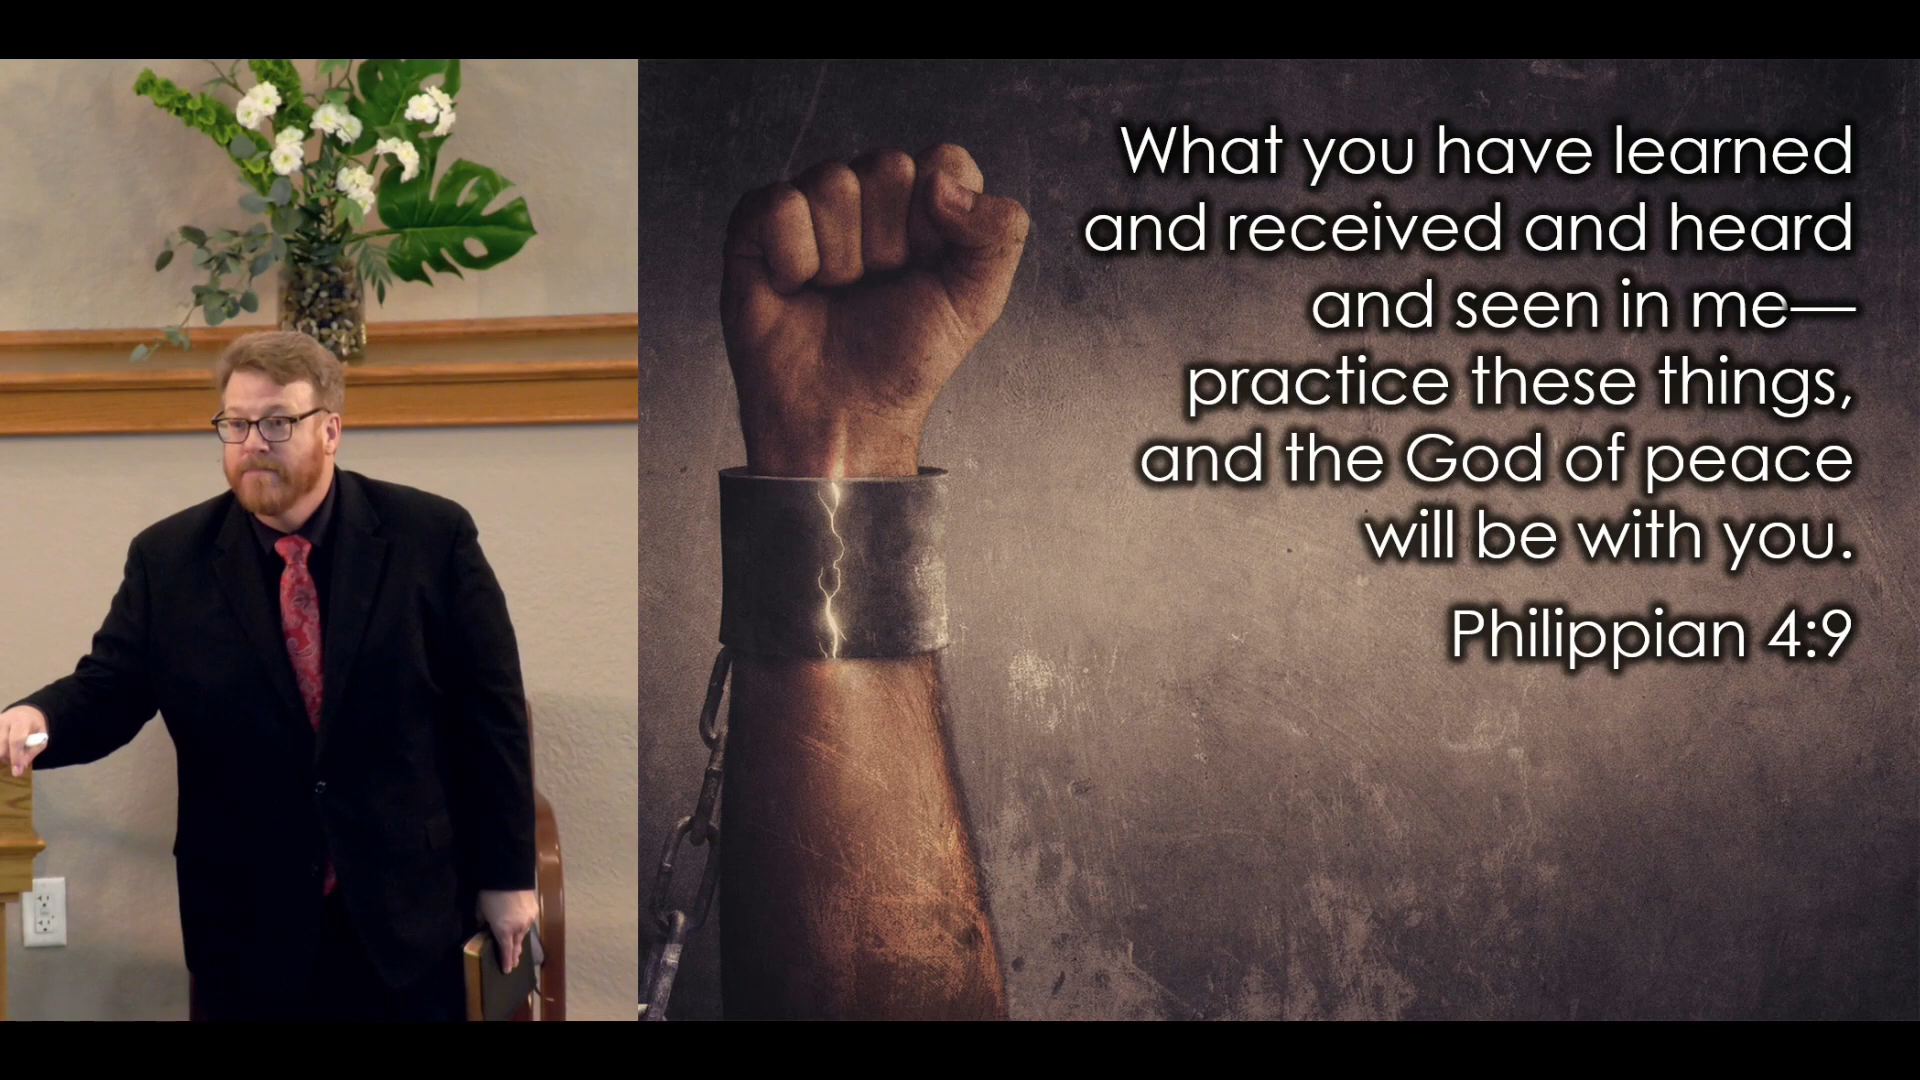 What you have learned
and received and heard
and seen in me—
practice these things,
and the God of peace
will be with you.
Philippian 4:9